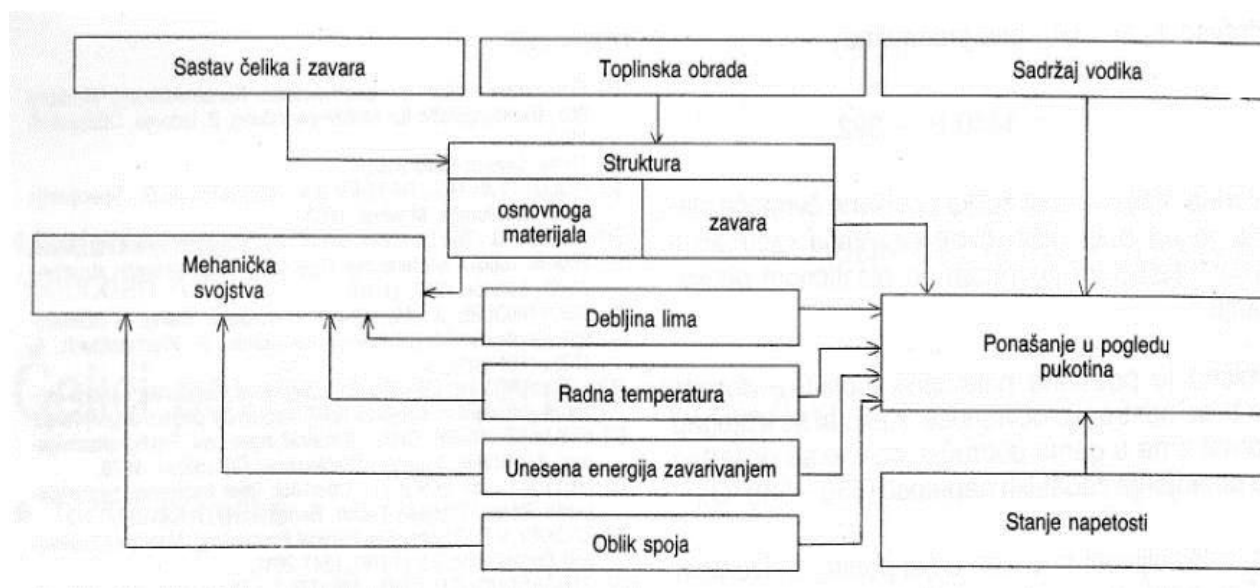 Sastav čelika i zavara
Toplinska obrada
Sadržaj vodika
Struktura
osnovnoga
materijala
zavara
Mehanička
svojstva
Debljina lima
Ponašanje u pogledu
pukotina
Radna temperatura
Unesena energija zavarivanjem
Stanje napetosti
Oblik spoja